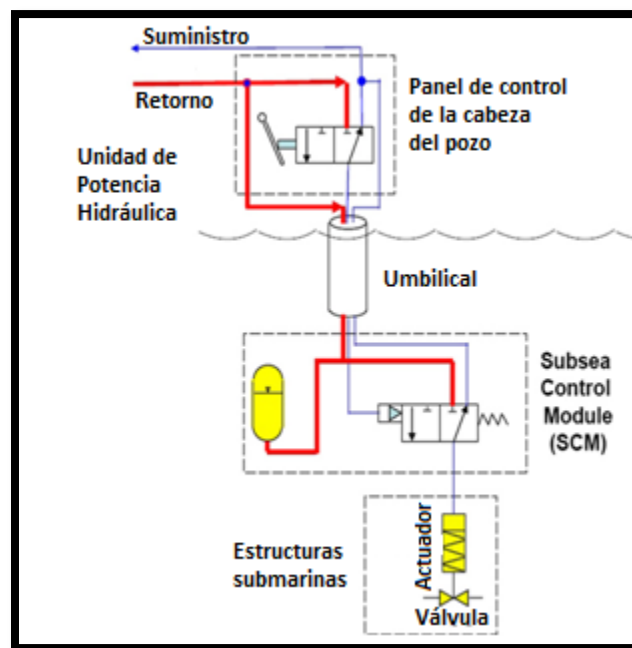 Suministro
Retorno
Panel de control
de la cabeza
del pozo
Unidad de
Potencia
Hidráulica
Umbilical
Subsea
Control
Module
(SCM)
Estructuras
submarinas
Actuador
Válvula